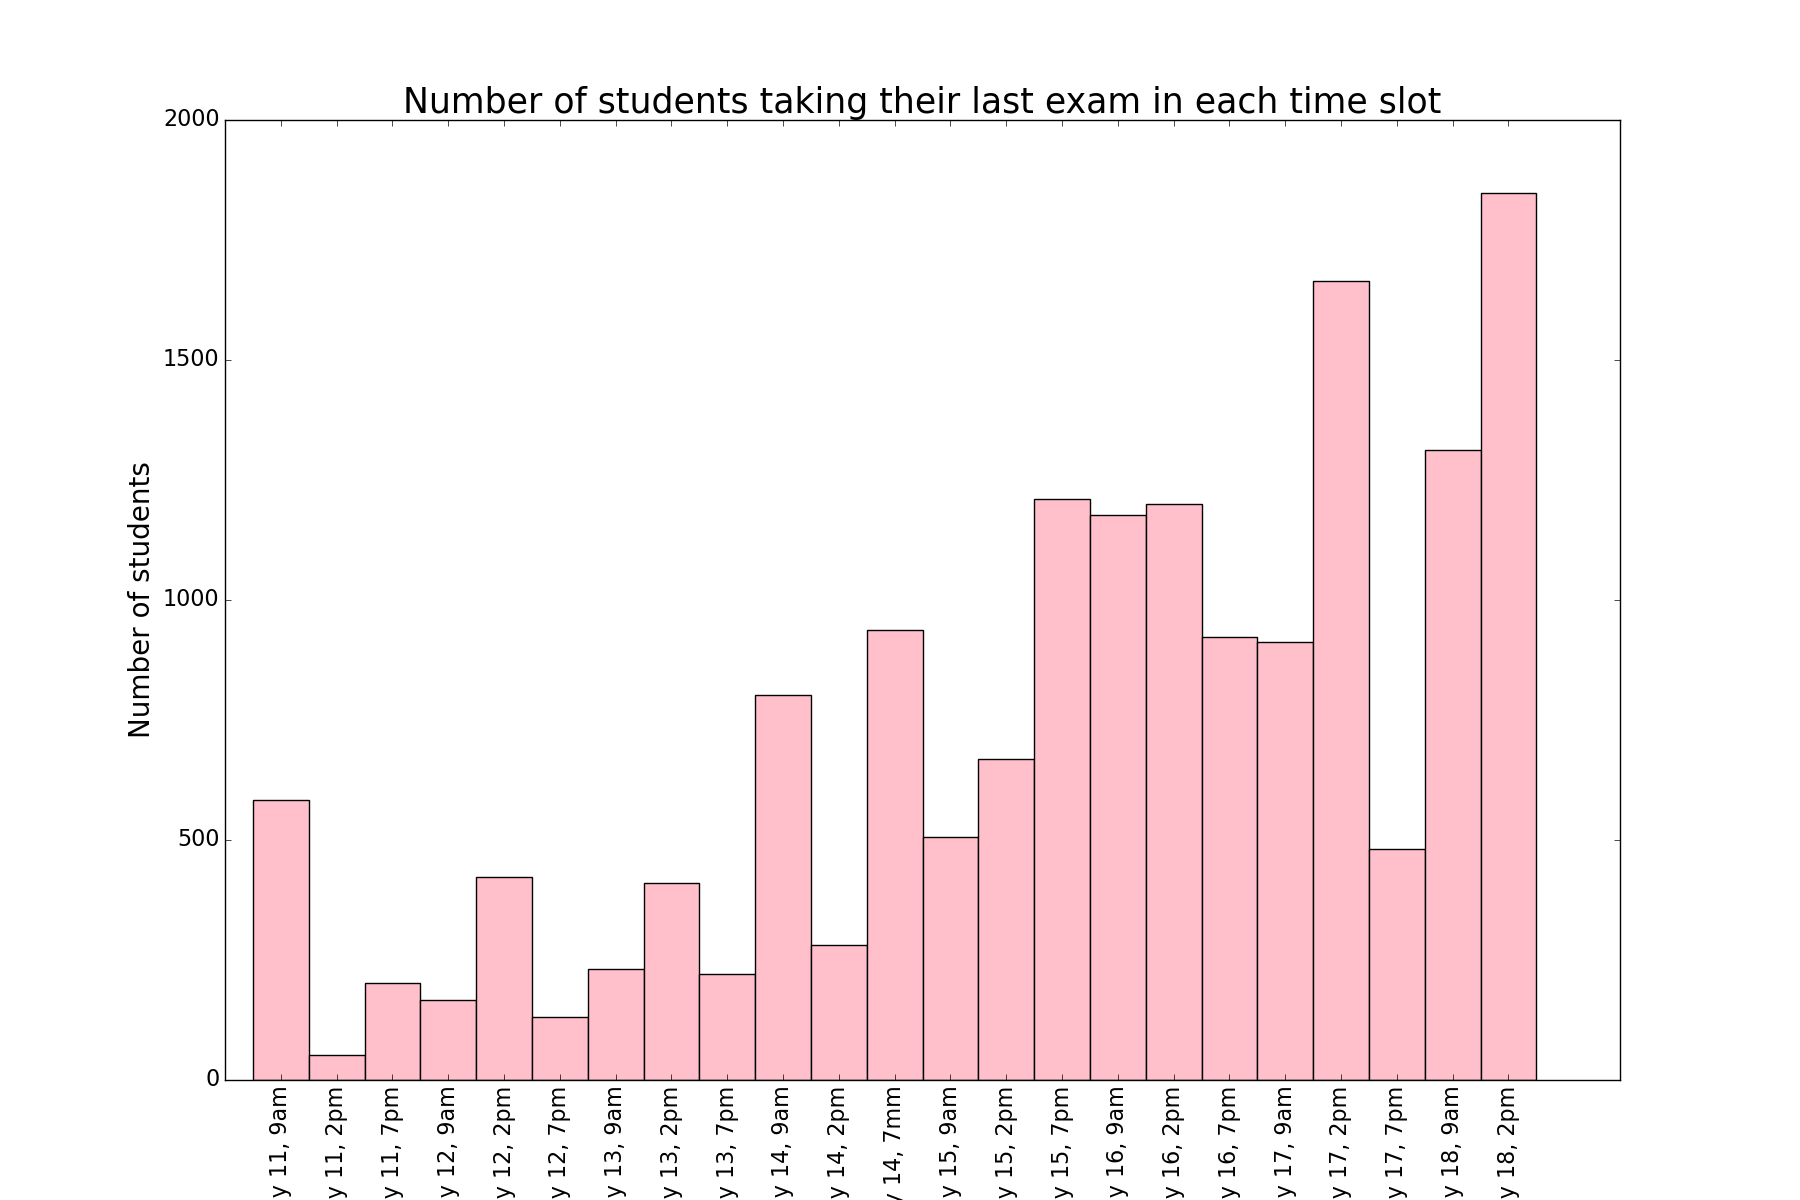 Number of students taking their last exam in each time slot
Number of students
2000
1500
1000
500
0
y 11, 9am
y 11, 2pm
y 11, 7pm
y 12, 9am
y 12, 2pm
y 12, 7pm
y 13, 9am
y 13, 2pm
y 13, 7pm
y 14, 9am
y 14, 2pm
y 14, 7mm
y 15, 9am
y 15, 2pm
y 15, 7pm
y 16, 9am
y 16, 2pm
y 16, 7pm
y 17, 9am
y 17, 2pm
y 17, 7pm
y 18, 9am
y 18, 2pm